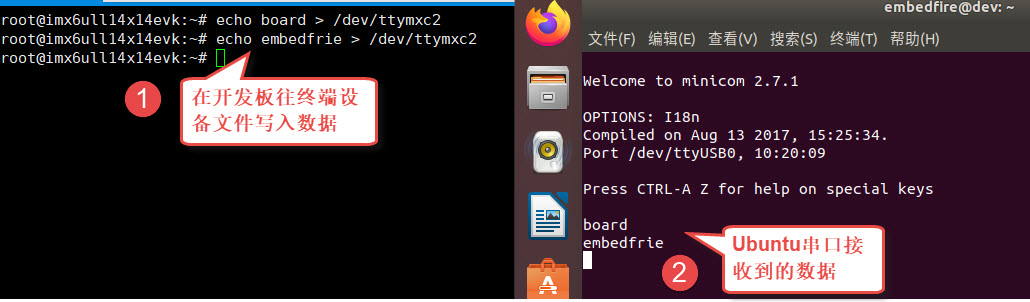 root@imx6ull14x14evk:~# echo board > /dev/ttymxc2
root@imx6ull14x14evk:~# echo embedfrie > /dev/ttymxc2
root@imx6ull14x14evk:~#
1
在开发板往终端设
备文件写入数据
embedfire@dev: ~
文件(F) 编辑(E) 查看(V) 搜索(S) 终端(T) 帮助(H)
Welcome to minicom 2.7.1
OPTIONS: I18n
Compiled on Aug 13 2017, 15:25:34.
Port /dev/ttyUSB0, 10:20:09
Press CTRL-A Z for help on special keys
board
embedfrie
2
Ubuntu串口接
收到的数据